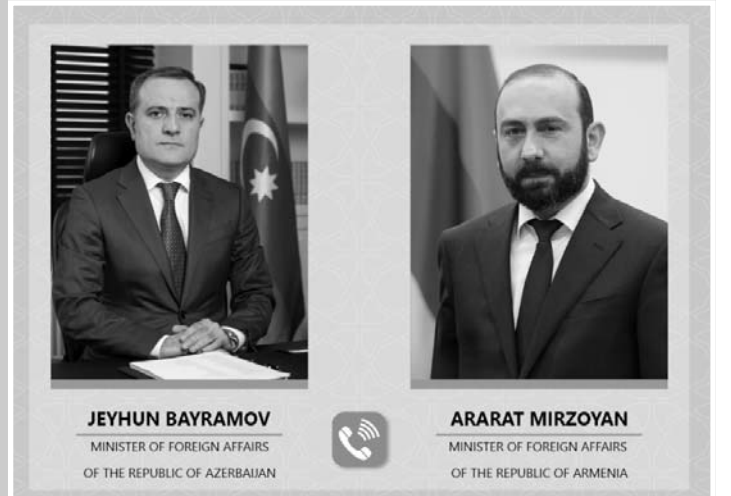 JEYHUN BAYRAMOV
MINISTER OF FOREIGN AFFAIRS
OF THE REPUBLIC OF AZERBAIJAN
ARARAT MIRZOYAN
MINISTER OF FOREIGN AFFAIRS
OF THE REPUBLIC OF ARMENIA